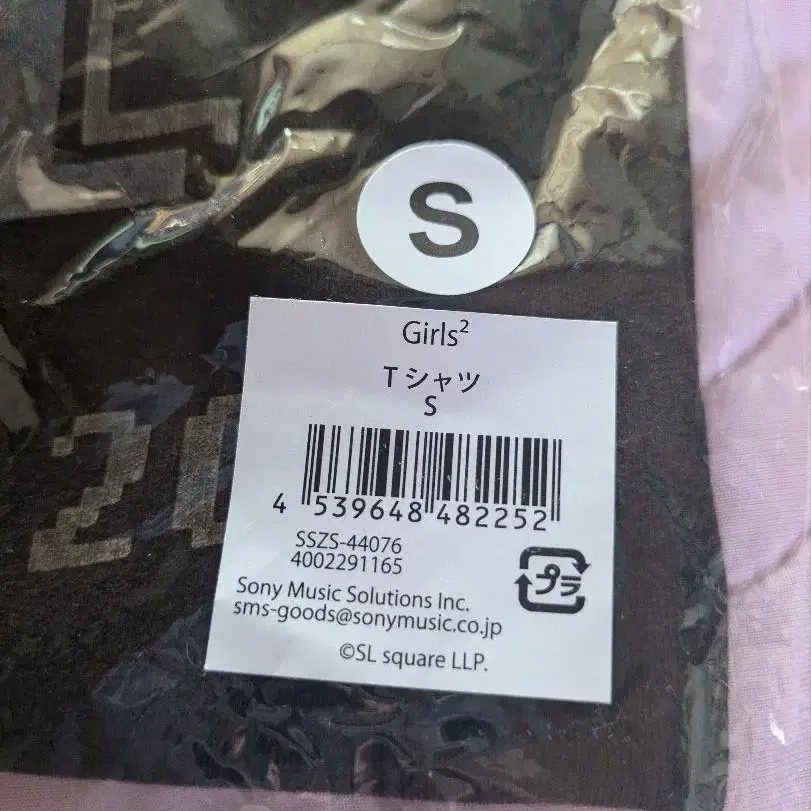 S
Girls²
Tシャツ
S
4 539648 482252
SSZS-44076
4002291165
プラ
Sony Music Solutions Inc.
sms-goods@sonymusic.co.jp
©SL square LLP.